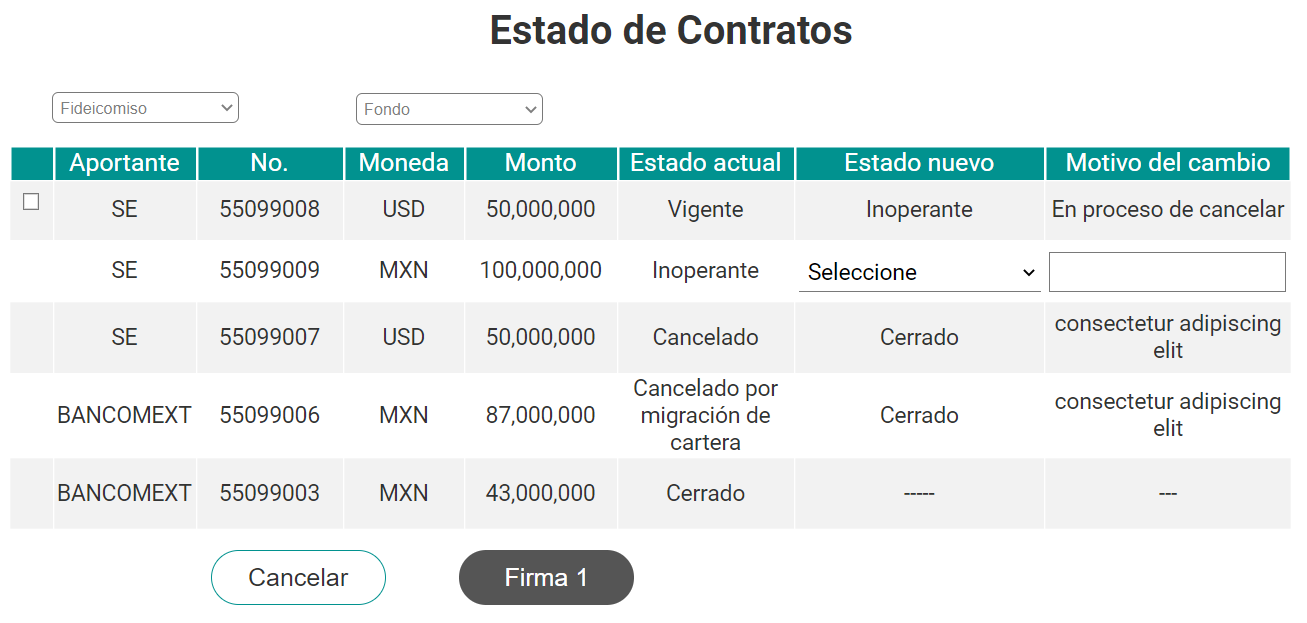 Estado de Contratos
Fideicomiso Fondo
Aportante No. Moneda Monto Estado actual Estado nuevo Motivo del cambio
SE 55099008 USD 50,000,000 Vigente Inoperante En proceso de cancelar
SE 55099009 MXN 100,000,000 Inoperante Seleccione
SE 55099007 USD 50,000,000 Cancelado Cerrado consectetur adipiscing
elit
BANCOMEXT 55099006 MXN 87,000,000 Cancelado por
migración de
cartera Cerrado consectetur adipiscing
elit
BANCOMEXT 55099003 MXN 43,000,000 Cerrado ----- ---
Cancelar Firma 1